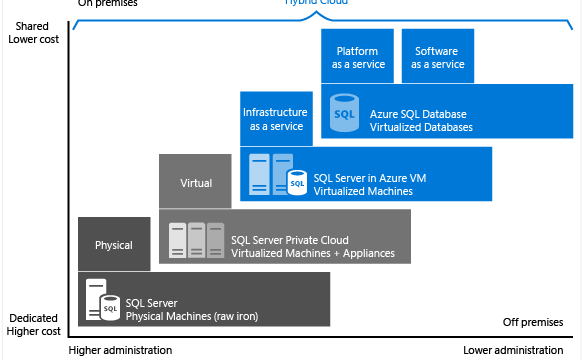 On premises
Hybrid Cloud
Shared
Lower cost
Platform
as a service
Software
as a service
SQL
Azure SQL Database
Virtualized Databases
Infrastructure
as a service
SQL
SQL Server in Azure VM
Virtualized Machines
Virtual
SQL Server Private Cloud
Virtualized Machines + Appliances
Physical
SQL
SQL Server
Physical Machines (raw iron)
Dedicated
Higher cost
Off premises
Higher administration
Lower administration